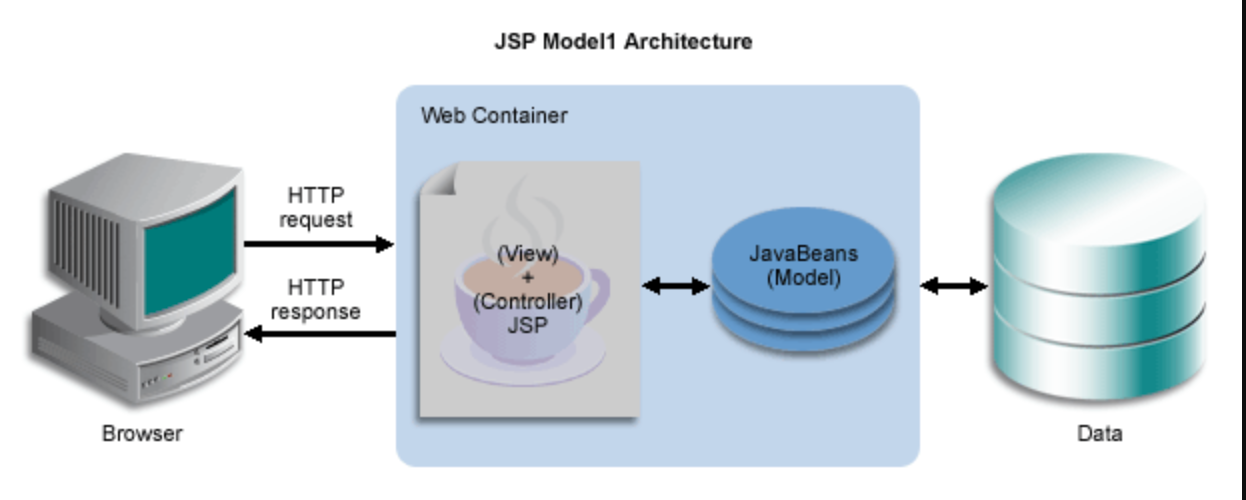 JSP Model1 Architecture
Web Container
HTTP
request
HTTP
response
(View)
+
(Controller)
JSP
JavaBeans
(Model)
Browser
Data